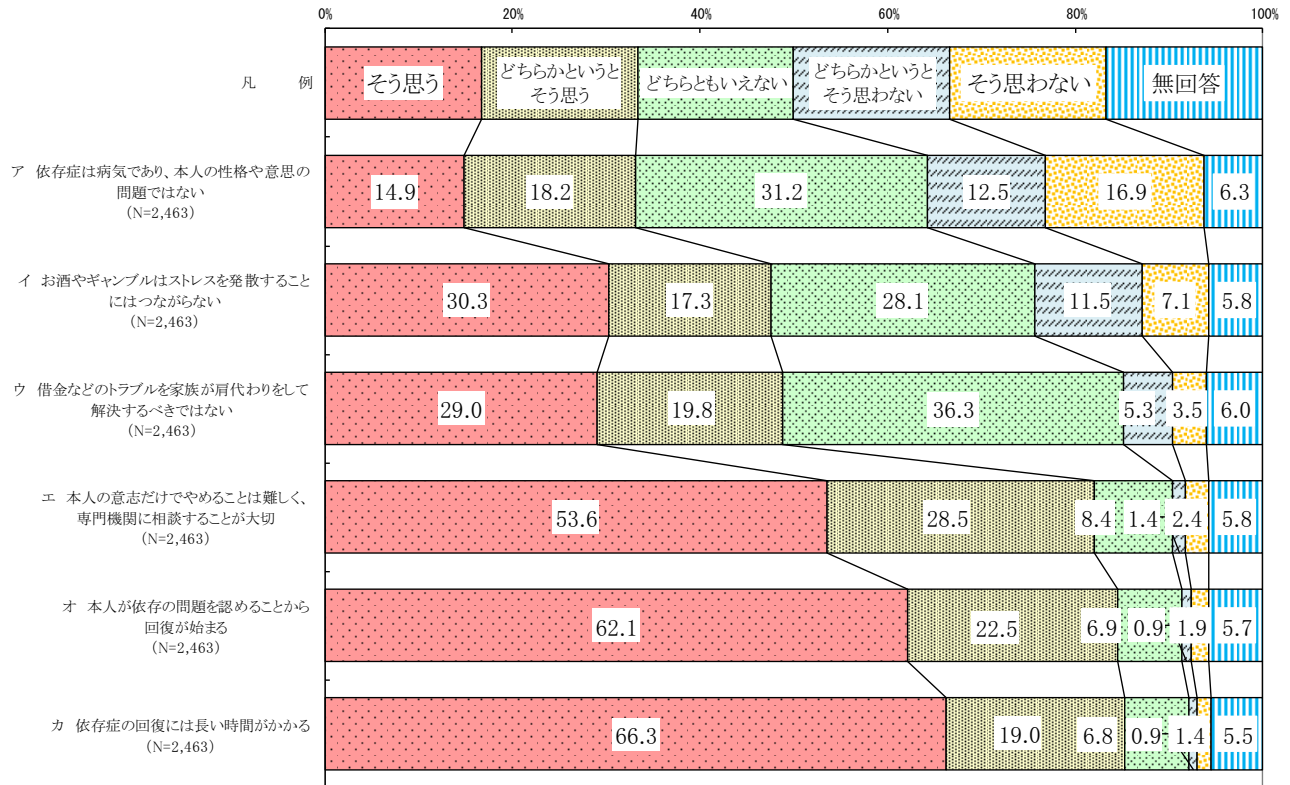 0% 20% 40% 60% 80% 100%
凡 例
そう思う
どちらかというと
そう思う
どちらともいえない
どちらかというと
そう思わない
そう思わない
無回答
ア 依存症は病気であり、本人の性格や意思の
問題ではない
(N=2,463)
14.9 18.2 31.2 12.5 16.9 6.3
イ お酒やギャンブルはストレスを発散すること
にはつながらない
(N=2,463)
30.3 17.3 28.1 11.5 7.1 5.8
ウ 借金などのトラブルを家族が肩代わりをして
解決するべきではない
(N=2,463)
29.0 19.8 36.3 5.3 3.5 6.0
エ 本人の意志だけでやめることは難しく、
専門機関に相談することが大切
(N=2,463)
53.6 28.5 8.4 1.4 2.4 5.8
オ 本人が依存の問題を認めることから
回復が始まる
(N=2,463)
62.1 22.5 6.9 0.9 1.9 5.7
カ 依存症の回復には長い時間がかかる
(N=2,463)
66.3 19.0 6.8 0.9 1.4 5.5